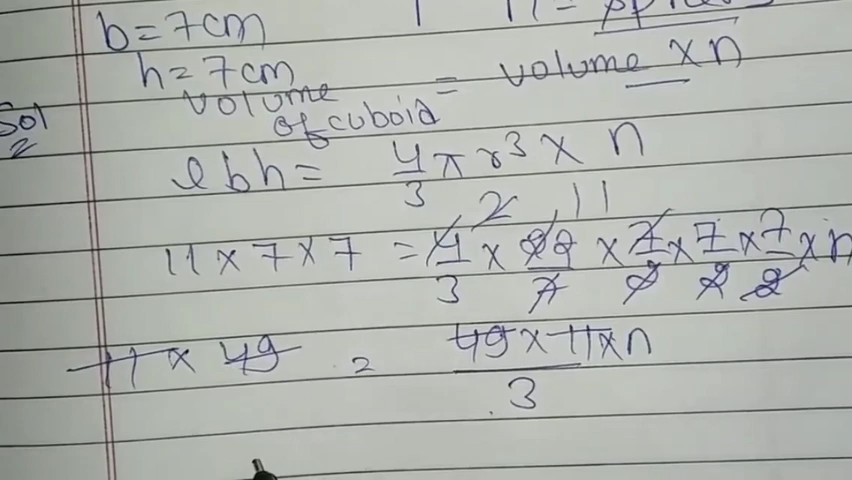 b=7cm
h=7cm
Sol
volume of cuboid = volume × n
lbh = 4/3 π r³ × n
2, 11
11 × 7 × 7 = 4/3 × 22/7 × 7/2 × 7/2 × 7/2 × n
11 × 49 = 49 × 11 × n / 3